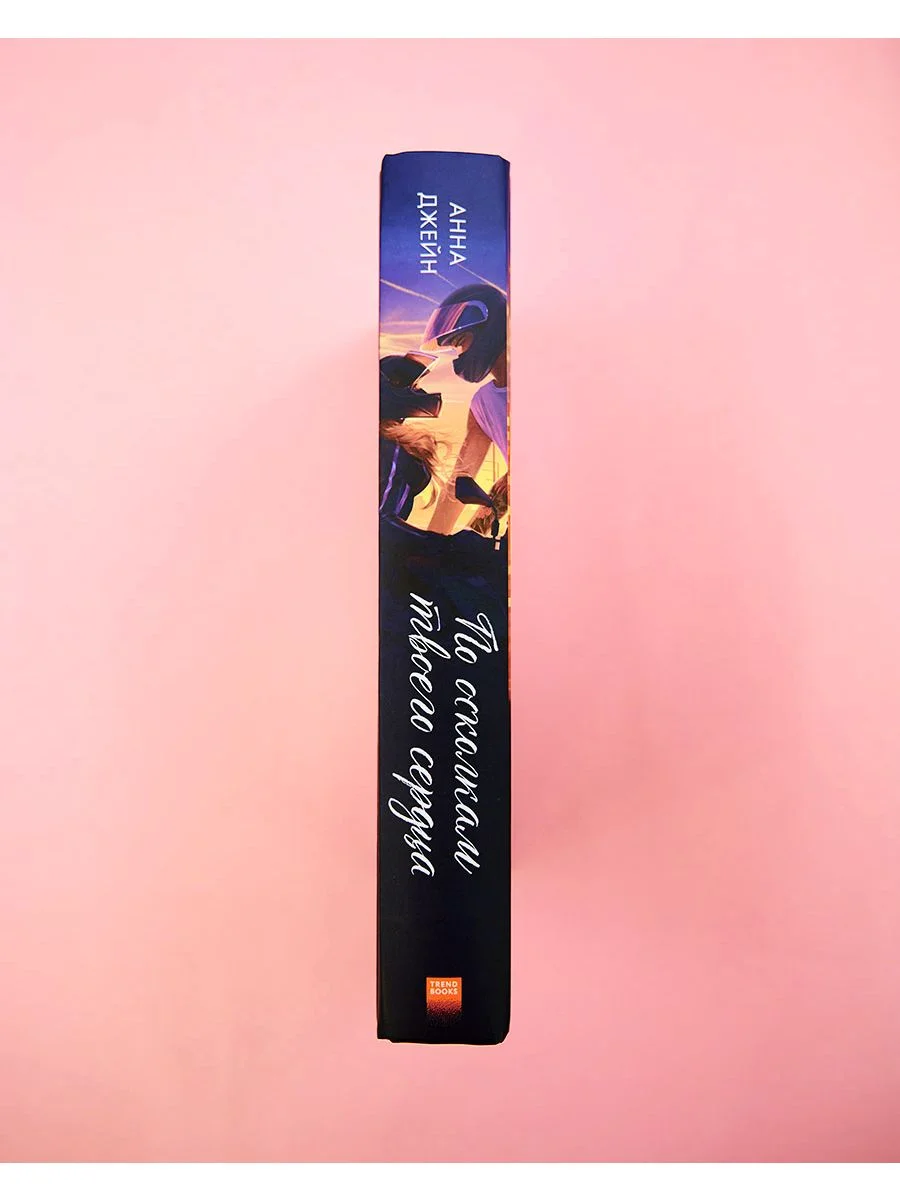 АННА
ДЖЕЙН
По осколкам
твоего сердца
TREND
BOOKS